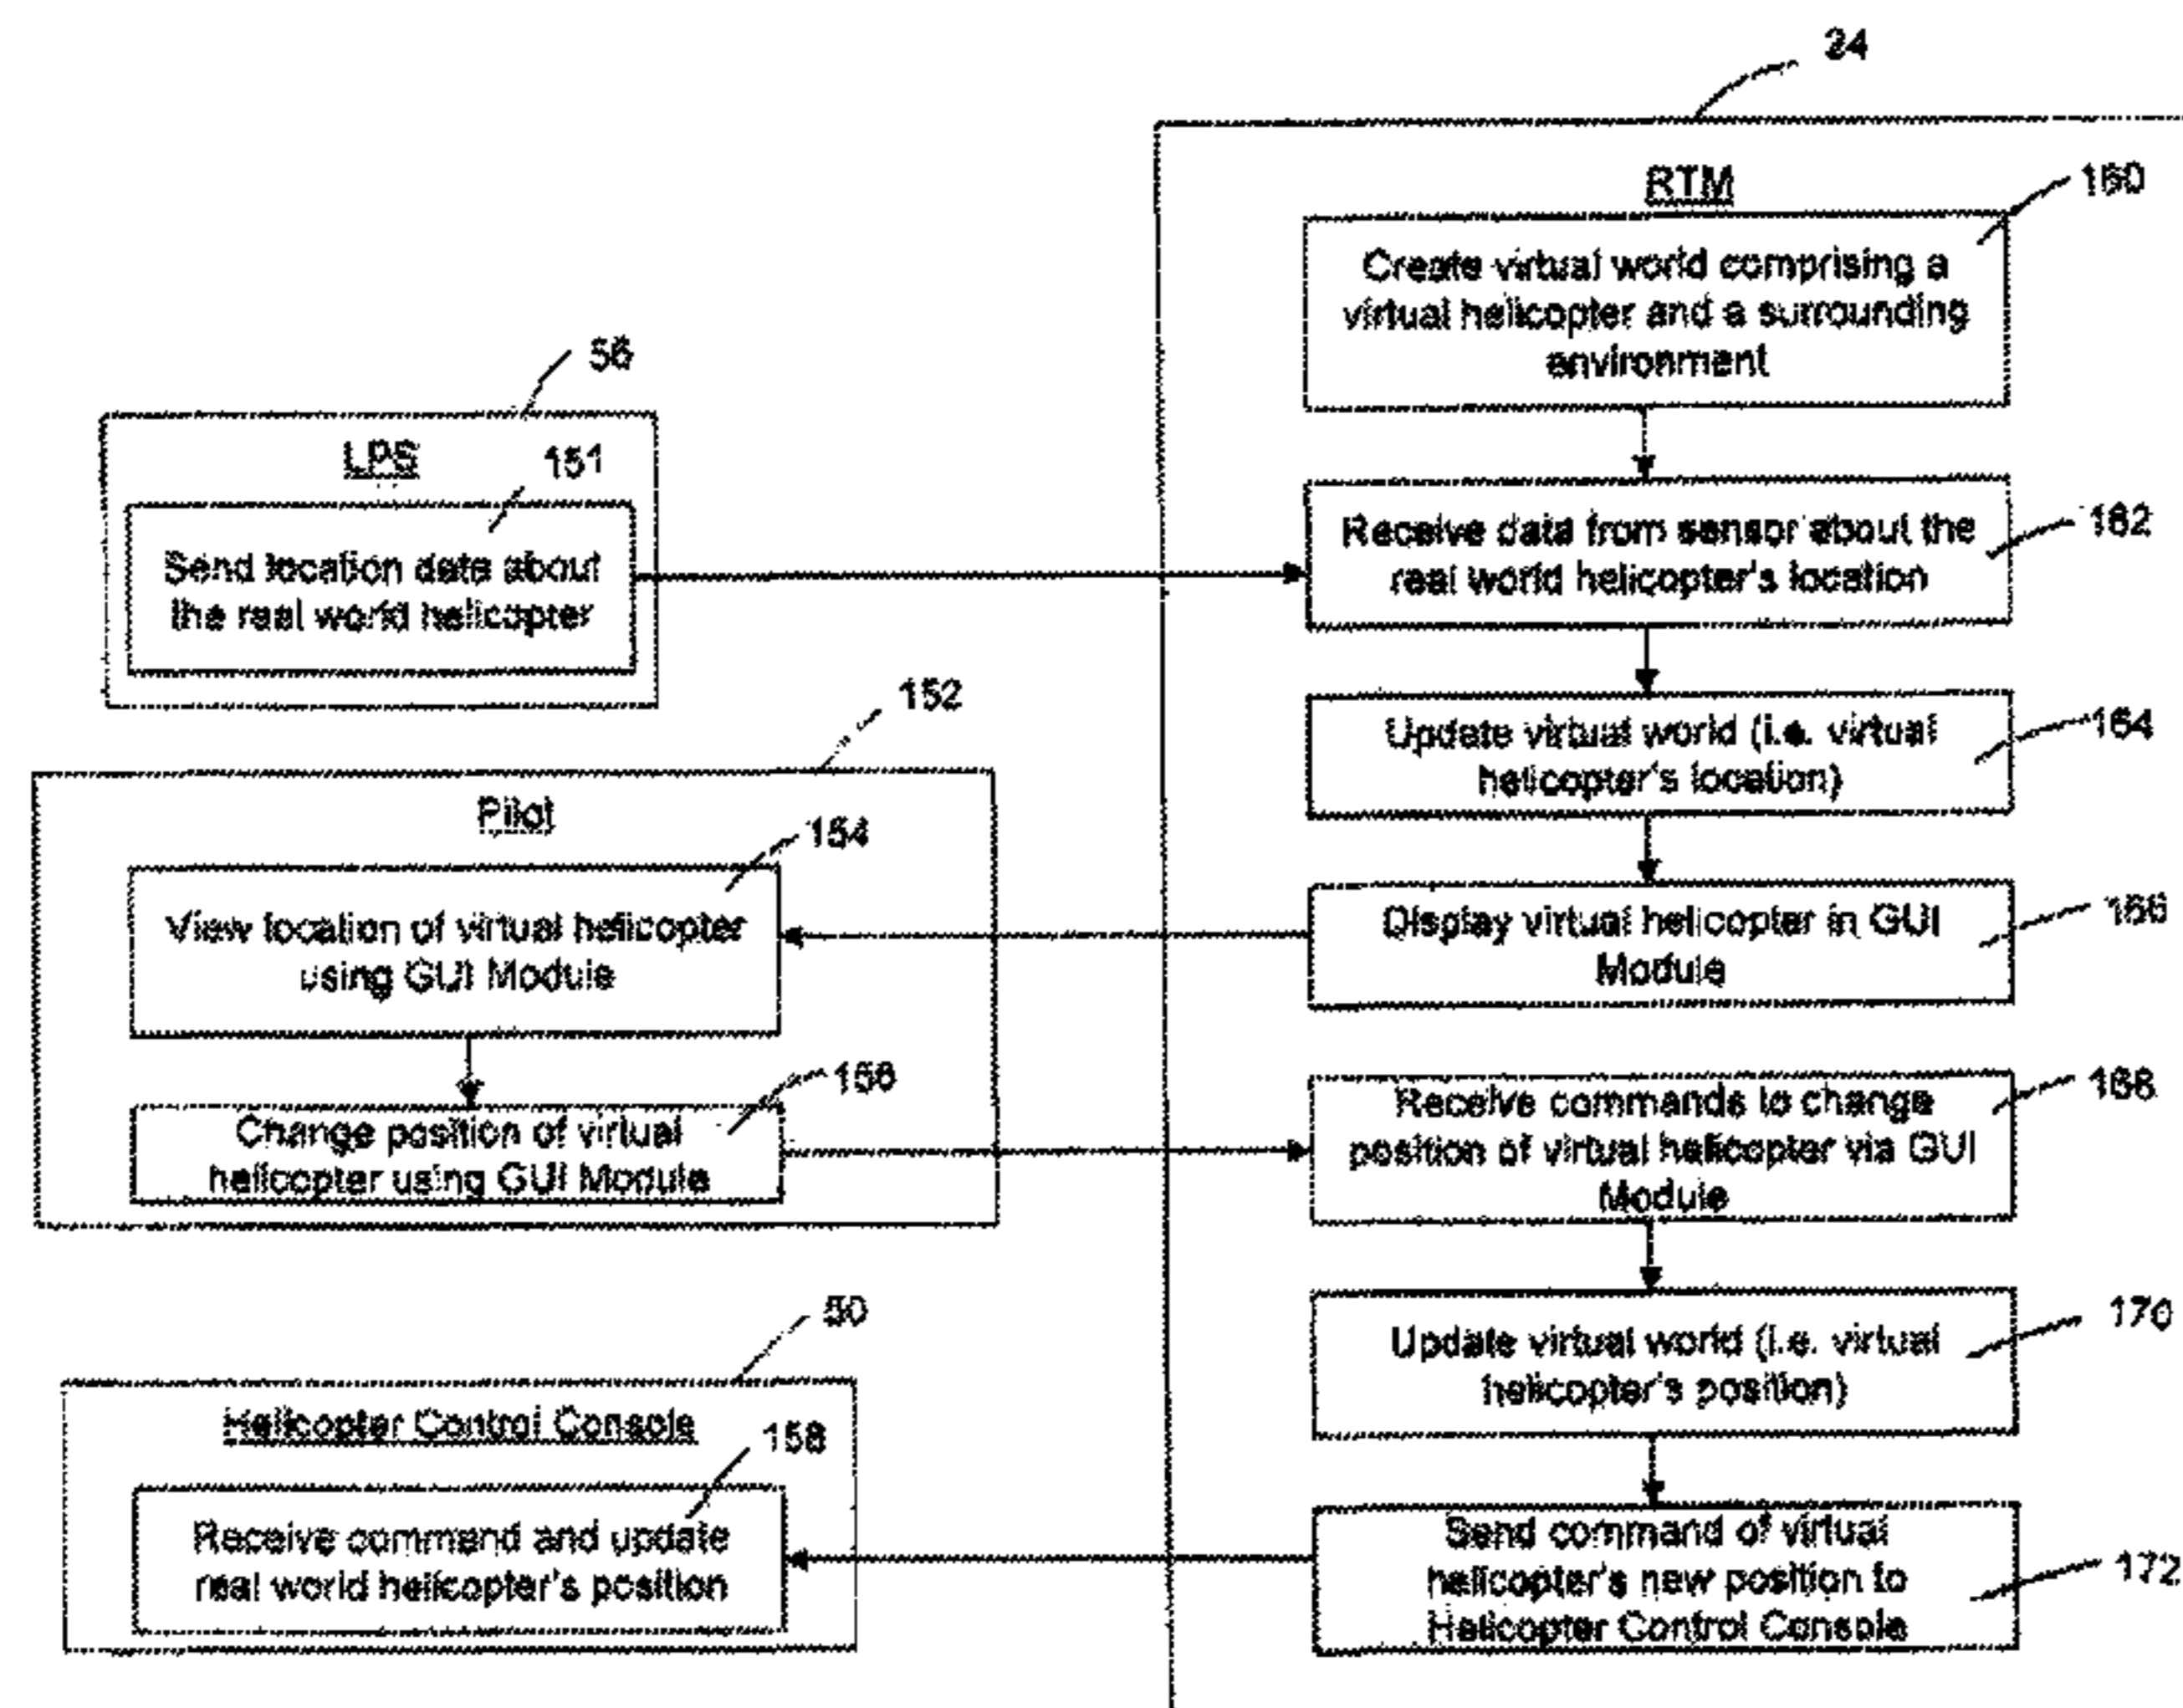 24
RTM
160
Create virtual world comprising a
virtual helicopter and a surrounding
environment
56
LPS
151
Send location data about
the real world helicopter
Receive data from sensor about the
real world helicopter's location
162
152
Update virtual world (i.e. virtual
helicopter's location)
164
Pilot
154
View location of virtual helicopter
using GUI Module
Display virtual helicopter in GUI
Module
166
156
Change position of virtual
helicopter using GUI Module
Receive commands to change
position of virtual helicopter via GUI
Module
168
50
Update virtual world (i.e. virtual
helicopter's position)
170
Helicopter Control Console
158
Receive command and update
real world helicopter's position
Send command of virtual
helicopter's new position to
Helicopter Control Console
172